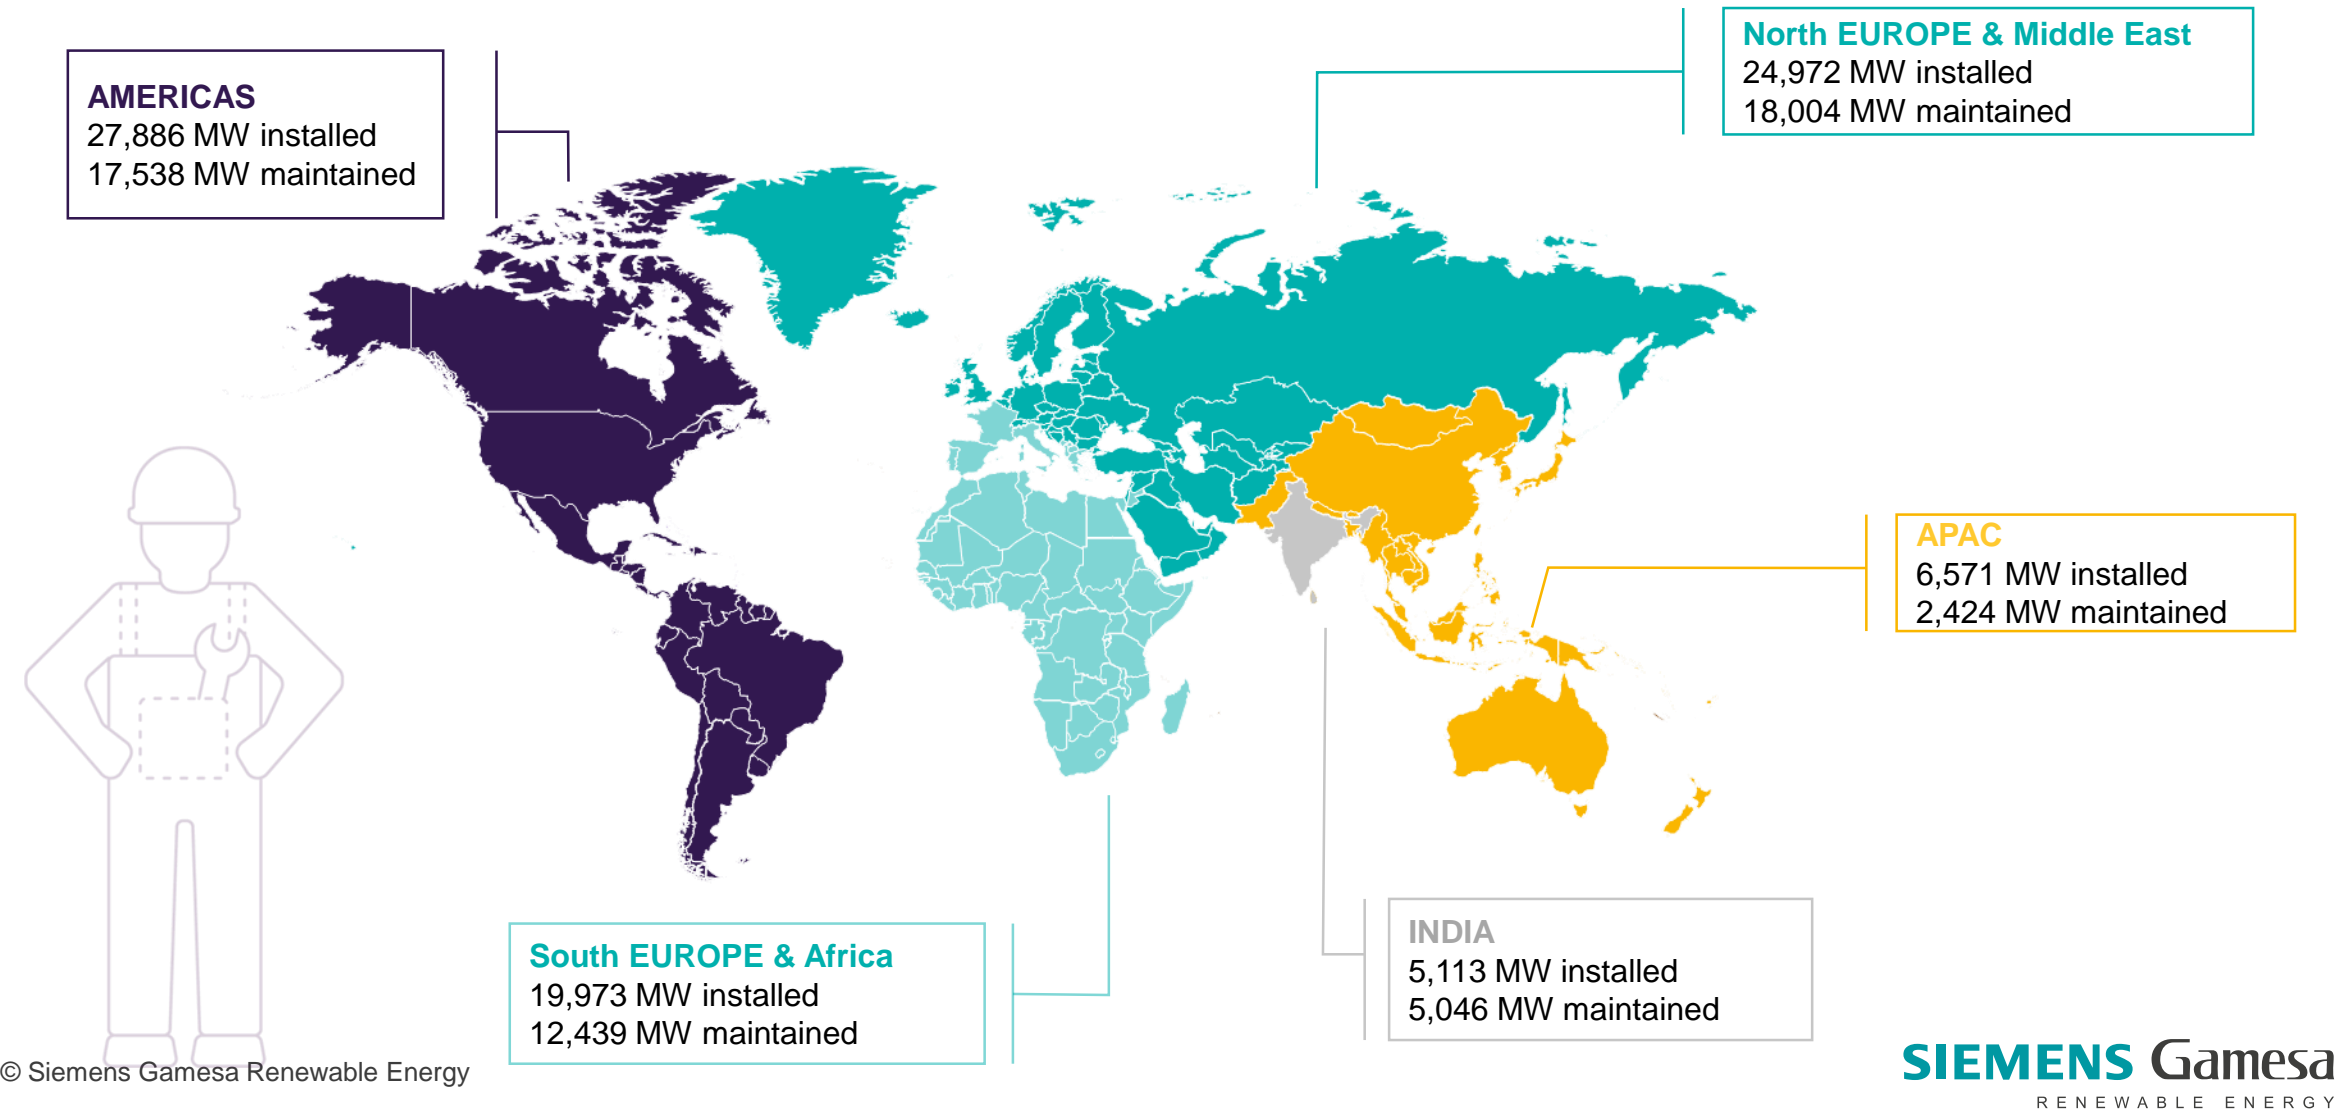 AMERICAS
27,886 MW installed
17,538 MW maintained
North EUROPE & Middle East
24,972 MW installed
18,004 MW maintained
APAC
6,571 MW installed
2,424 MW maintained
South EUROPE & Africa
19,973 MW installed
12,439 MW maintained
INDIA
5,113 MW installed
5,046 MW maintained
© Siemens Gamesa Renewable Energy
SIEMENS Gamesa
RENEWABLE ENERGY